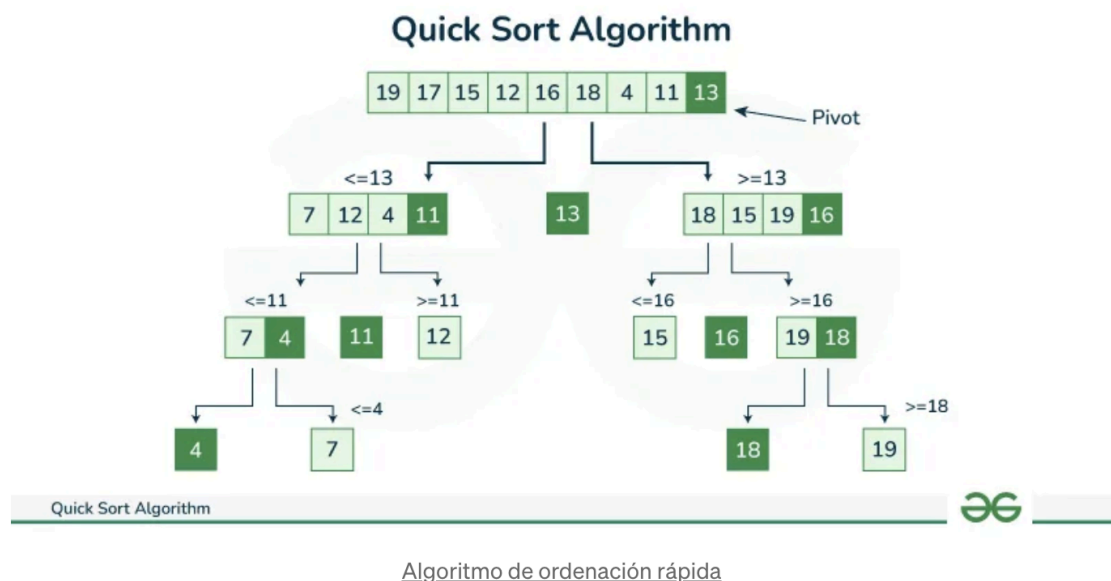 Quick Sort Algorithm
19 17 15 12 16 18 4 11 13
Pivot
<=13 >=13
7 12 4 11 13 18 15 19 16
<=11 >=11 <=16 >=16
7 4 11 12 15 16 19 18
<=4 >=18
4 7 18 19
Quick Sort Algorithm
Algoritmo de ordenación rápida